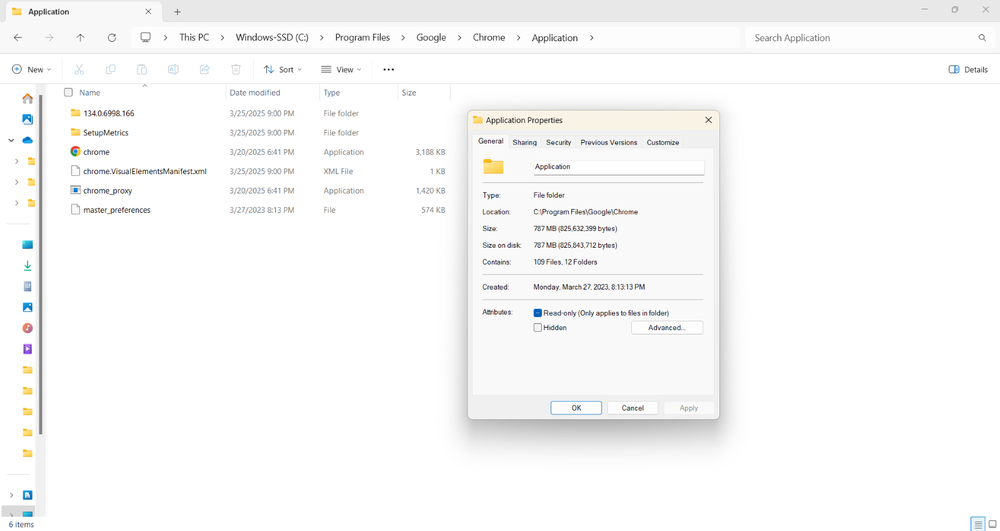 Application
This PC > Windows-SSD (C:) > Program Files > Google > Chrome > Application >
Search Application
New
Sort
View
Details
Name Date modified Type Size
134.0.6998.166 3/25/2025 9:00 PM File folder
SetupMetrics 3/25/2025 9:00 PM File folder
chrome 3/20/2025 6:41 PM Application 3,188 KB
chrome.VisualElementsManifest.xml 3/25/2025 9:00 PM XML File 1 KB
chrome_proxy 3/20/2025 6:41 PM Application 1,420 KB
master_preferences 3/27/2023 8:13 PM File 574 KB
Application Properties
General Sharing Security Previous Versions Customize
Application
Type: File folder
Location: C:\Program Files\Google\Chrome
Size: 787 MB (825,632,399 bytes)
Size on disk: 787 MB (825,843,712 bytes)
Contains: 109 Files, 12 Folders
Created: Monday, March 27, 2023, 8:13:13 PM
Attributes: Read-only (Only applies to files in folder)
Hidden Advanced...
OK Cancel Apply
6 items